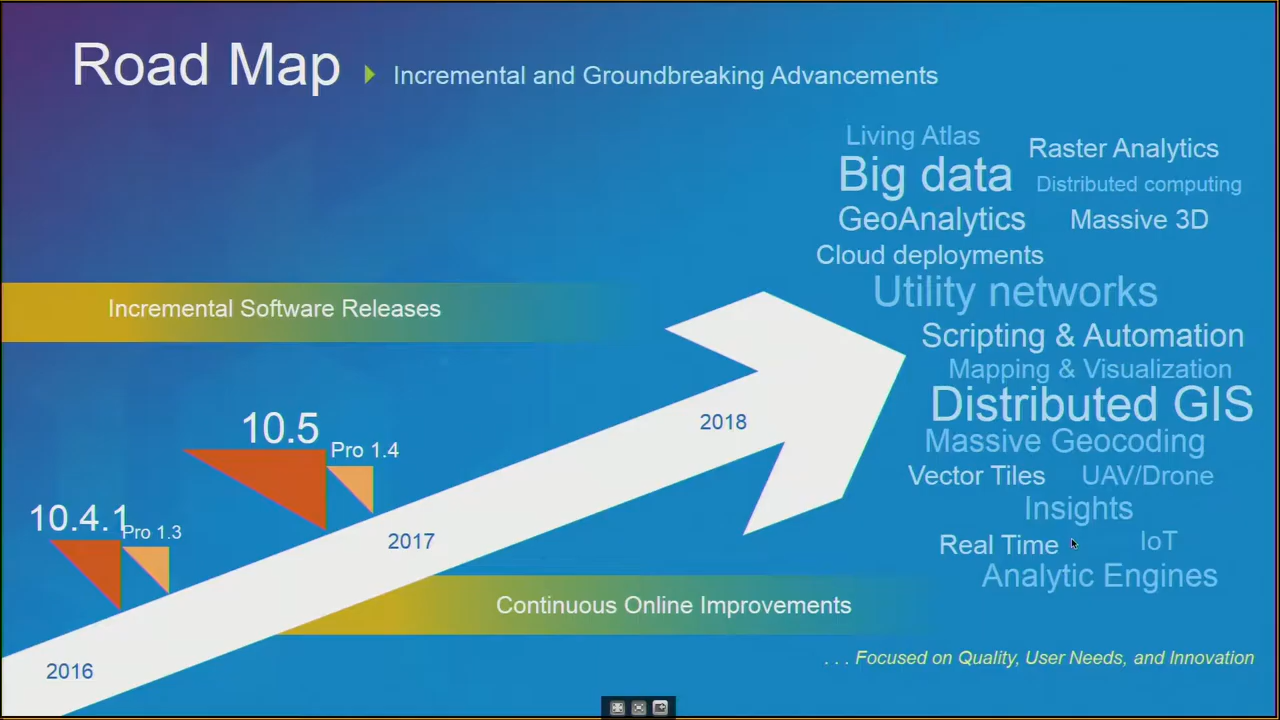 Road Map
Incremental and Groundbreaking Advancements
Living Atlas
Raster Analytics
Big data
Distributed computing
GeoAnalytics
Massive 3D
Cloud deployments
Utility networks
Incremental Software Releases
Scripting & Automation
Mapping & Visualization
Distributed GIS
Massive Geocoding
Vector Tiles
UAV/Drone
Insights
Real Time
IoT
Analytic Engines
10.5
Pro 1.4
10.4.1
Pro 1.3
2018
2017
2016
Continuous Online Improvements
. . . Focused on Quality, User Needs, and Innovation